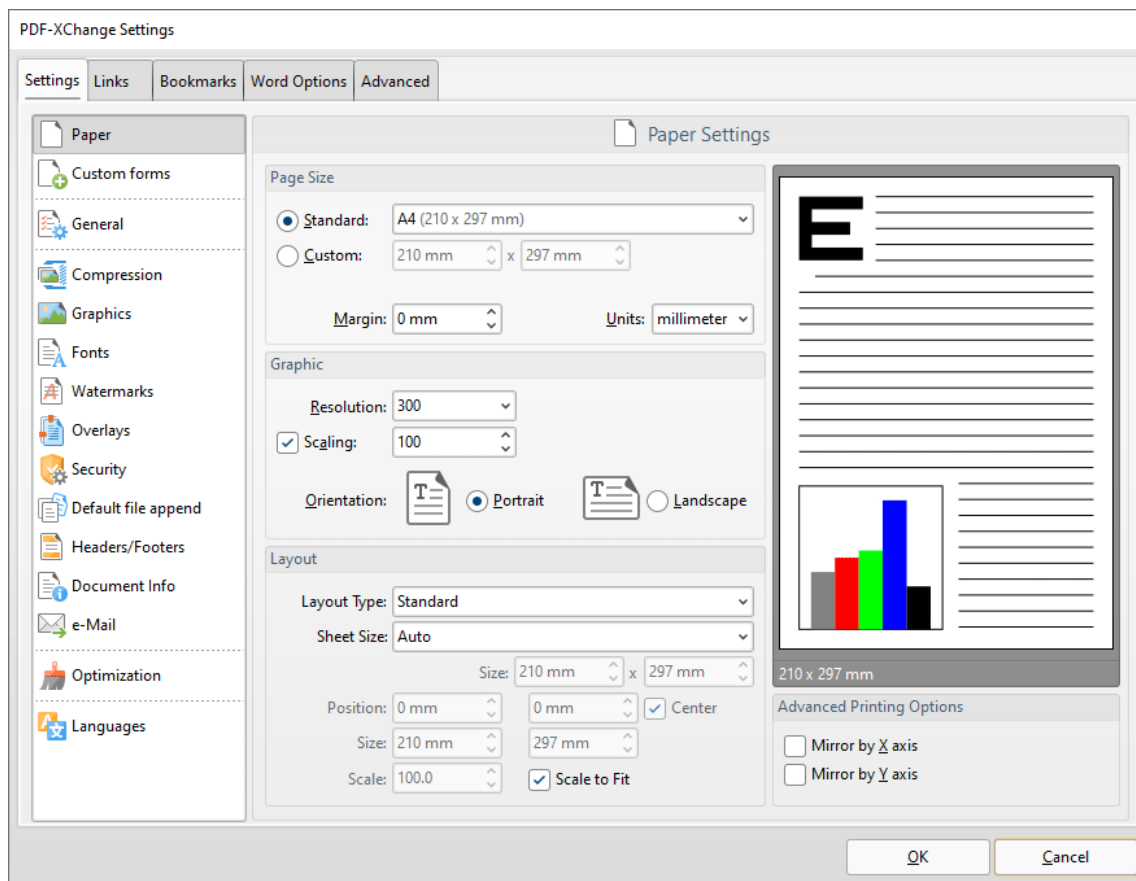 PDF-XChange Settings
Settings Links Bookmarks Word Options Advanced
Paper
Custom forms
General
Compression
Graphics
Fonts
Watermarks
Overlays
Security
Default file append
Headers/Footers
Document Info
e-Mail
Optimization
Languages
Paper Settings
Page Size
Standard: A4 (210 x 297 mm)
Custom: 210 mm x 297 mm
Margin: 0 mm Units: millimeter
Graphic
Resolution: 300
Scaling: 100
Orientation: T Portrait T Landscape
Layout
Layout Type: Standard
Sheet Size: Auto
Size: 210 mm x 297 mm
Position: 0 mm 0 mm Center
Size: 210 mm 297 mm
Scale: 100.0 Scale to Fit
E
210 x 297 mm
Advanced Printing Options
Mirror by X axis
Mirror by Y axis
OK Cancel